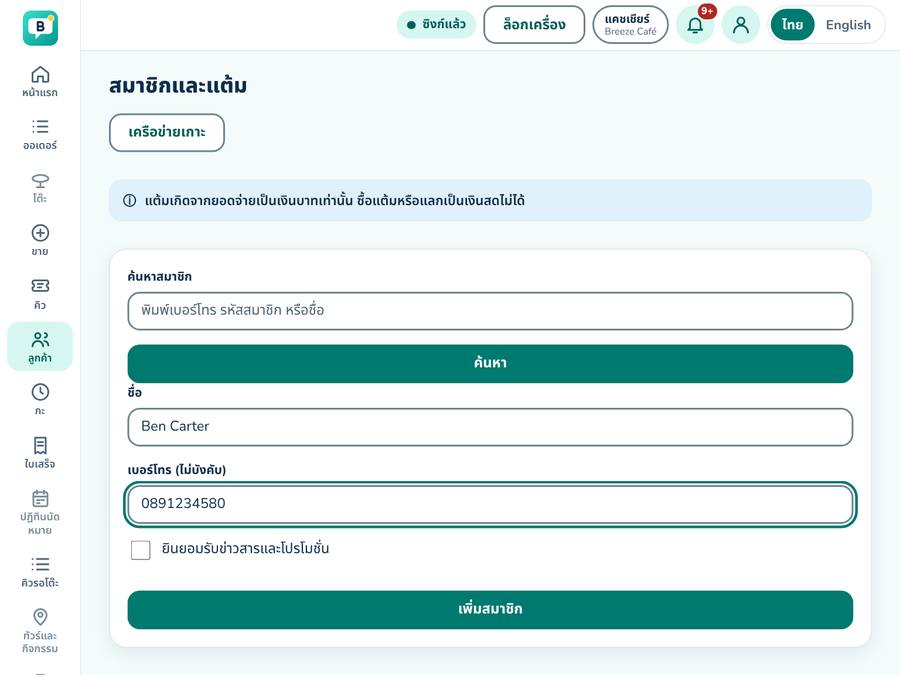 B
ซิงก์แล้ว
ล็อกเครื่อง
แคชเชียร์
Breeze Café
9+
ไทย
English
หน้าแรก
ออเดอร์
โต๊ะ
ขาย
คิว
ลูกค้า
กะ
ใบเสร็จ
ปฏิทินนัด
หมาย
คิวรอโต๊ะ
ทัวร์และ
กิจกรรม
สมาชิกและแต้ม
เครือข่ายเกาะ
แต้มเกิดจากยอดจ่ายเป็นเงินบาทเท่านั้น ซื้อแต้มหรือแลกเป็นเงินสดไม่ได้
ค้นหาสมาชิก
พิมพ์เบอร์โทร รหัสสมาชิก หรือชื่อ
ค้นหา
ชื่อ
Ben Carter
เบอร์โทร (ไม่บังคับ)
0891234580
ยินยอมรับข่าวสารและโปรโมชั่น
เพิ่มสมาชิก